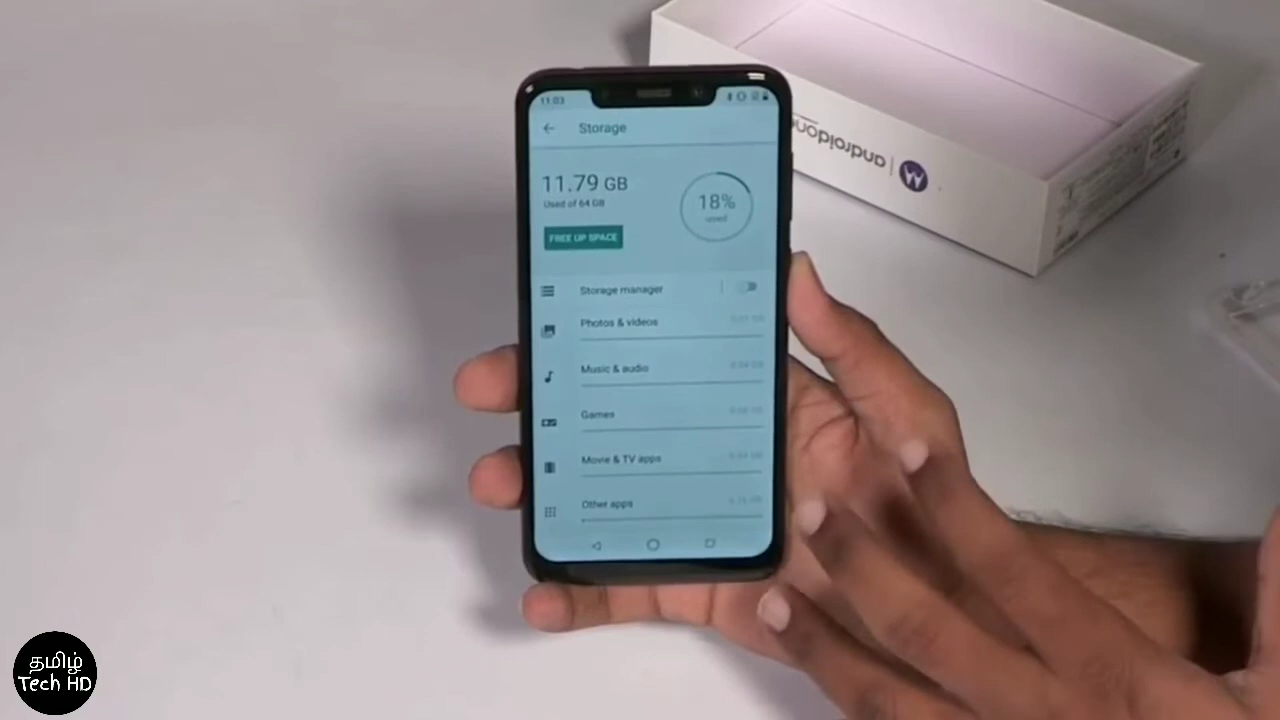 11:03
Storage
11.79 GB
Used of 64 GB
18%
used
FREE UP SPACE
Storage manager
Photos & videos
Music & audio
Games
Movie & TV apps
Other apps
androidone
தமிழ்
Tech HD